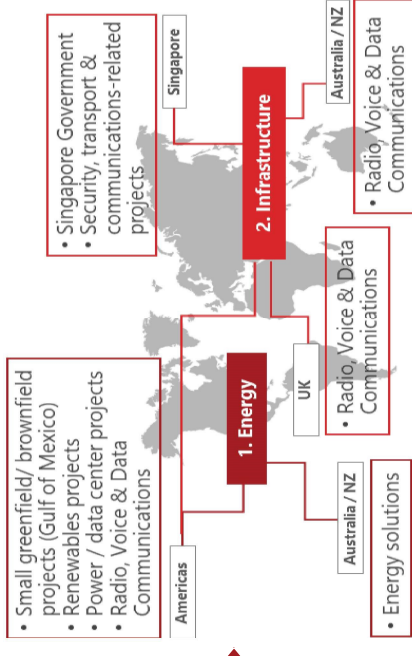 • Small greenfield/ brownfield
projects (Gulf of Mexico)
• Renewables projects
• Power / data center projects
• Radio, Voice & Data
Communications
Americas
1. Energy
Australia / NZ
• Energy solutions
• Singapore Government
• Security, transport &
communications-related
projects
Singapore
2. Infrastructure
UK
• Radio, Voice & Data
Communications
Australia / NZ
• Radio, Voice & Data
Communications